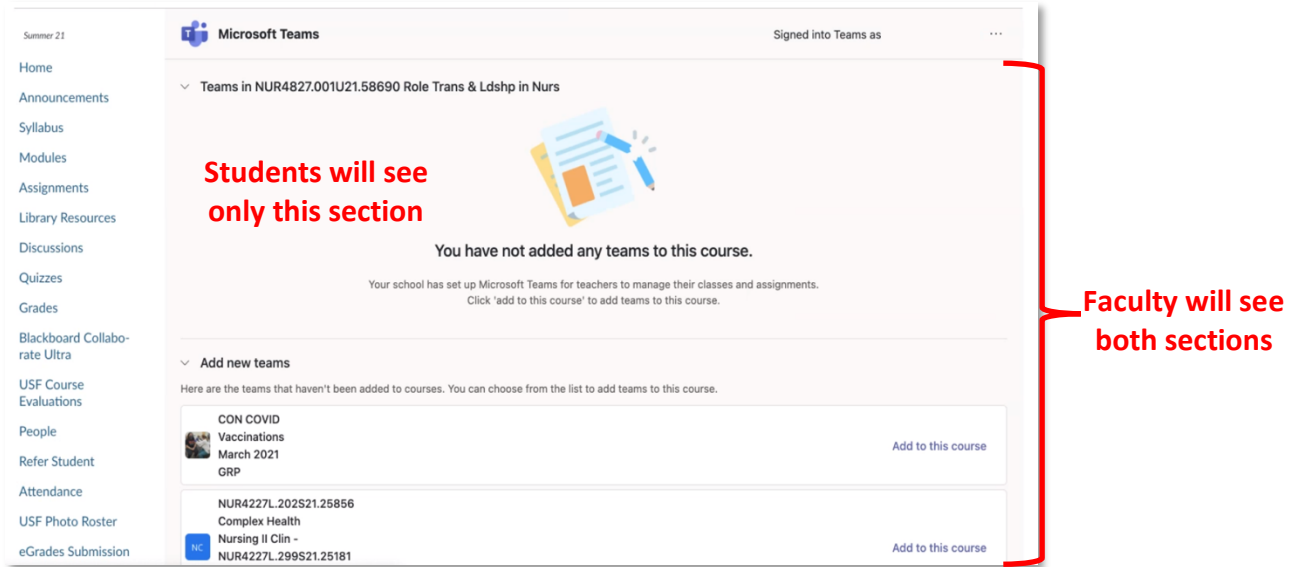 Summer 21
Home
Announcements
Syllabus
Modules
Assignments
Library Resources
Discussions
Quizzes
Grades
Blackboard Collabo-
rate Ultra
USF Course
Evaluations
People
Refer Student
Attendance
USF Photo Roster
eGrades Submission
Microsoft Teams
Signed into Teams as
...
Teams in NUR4827.001U21.58690 Role Trans & Ldshp in Nurs
Students will see
only this section
You have not added any teams to this course.
Your school has set up Microsoft Teams for teachers to manage their classes and assignments.
Click 'add to this course' to add teams to this course.
Add new teams
Here are the teams that haven't been added to courses. You can choose from the list to add teams to this course.
CON COVID
Vaccinations
March 2021
GRP
Add to this course
NC
NUR4227L.202S21.25856
Complex Health
Nursing II Clin -
NUR4227L.299S21.25181
Add to this course
Faculty will see
both sections